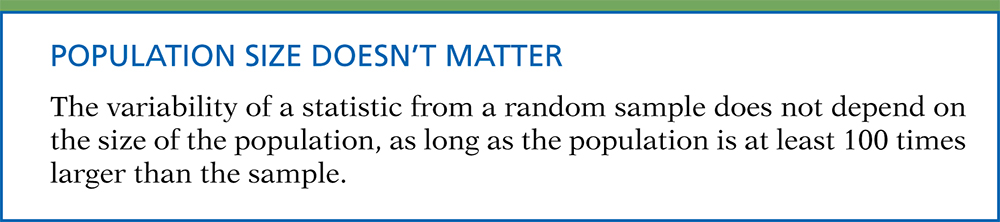 POPULATION SIZE DOESN'T MATTER
The variability of a statistic from a random sample does not depend on
the size of the population, as long as the population is at least 100 times
larger than the sample.